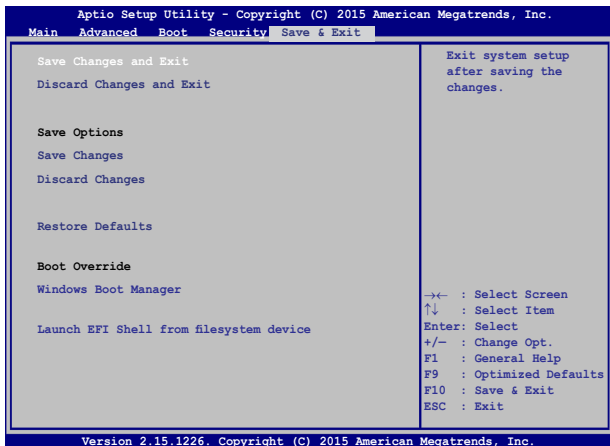 Aptio Setup Utility - Copyright (C) 2015 American Megatrends, Inc.
Main Advanced Boot Security Save & Exit
Save Changes and Exit
Discard Changes and Exit
Save Options
Save Changes
Discard Changes
Restore Defaults
Boot Override
Windows Boot Manager
Launch EFI Shell from filesystem device
Exit system setup
after saving the
changes.
→← : Select Screen
↑↓ : Select Item
Enter: Select
+/— : Change Opt.
F1 : General Help
F9 : Optimized Defaults
F10 : Save & Exit
ESC : Exit
Version 2.15.1226. Copyright (C) 2015 American Megatrends, Inc.